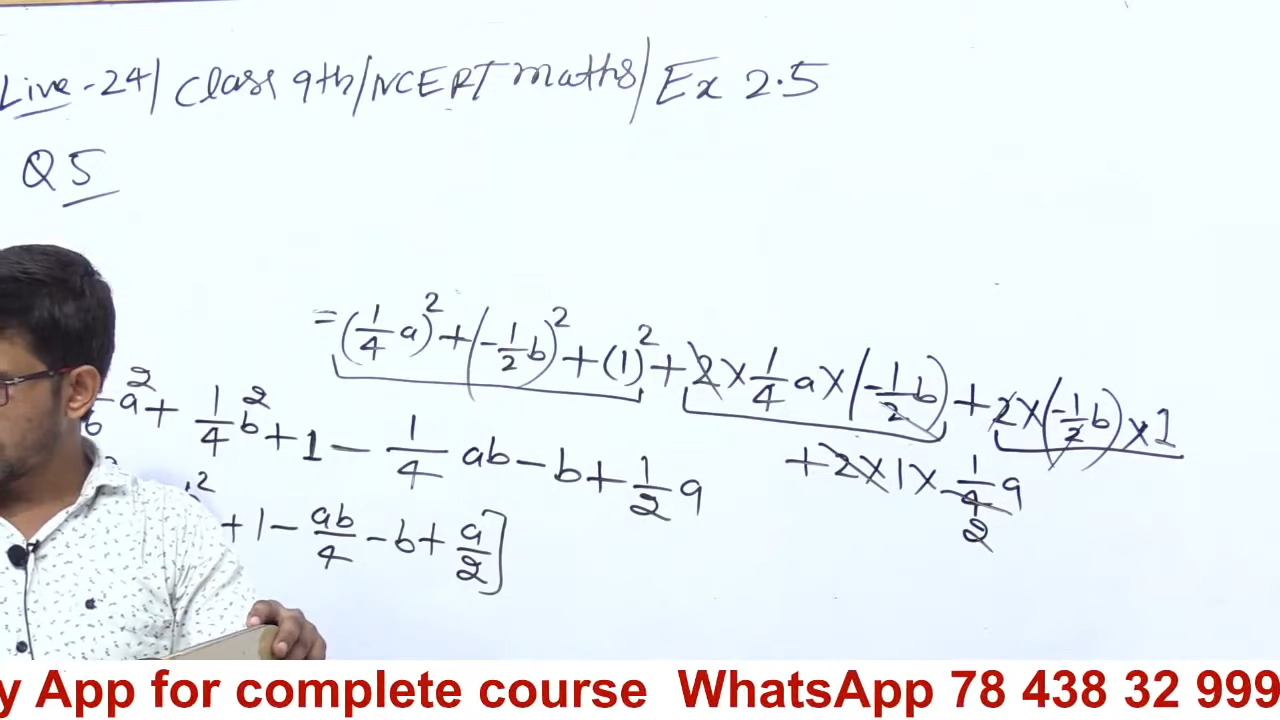 Live - 24 / Class 9th / NCERT maths / Ex 2.5
Q 5
= (1/4 a)² + (-1/2 b)² + (1)² + 2 × 1/4 a × (-1/2 b) + 2 × (-1/2 b) × 1
+ 2 × 1 × 1/4 a
2
a² + 1/4 b² + 1 - 1/4 ab - b + 1/2 a
+ 1 - ab/4 - b + a/2 ]
y App for complete course WhatsApp 78 438 32 999